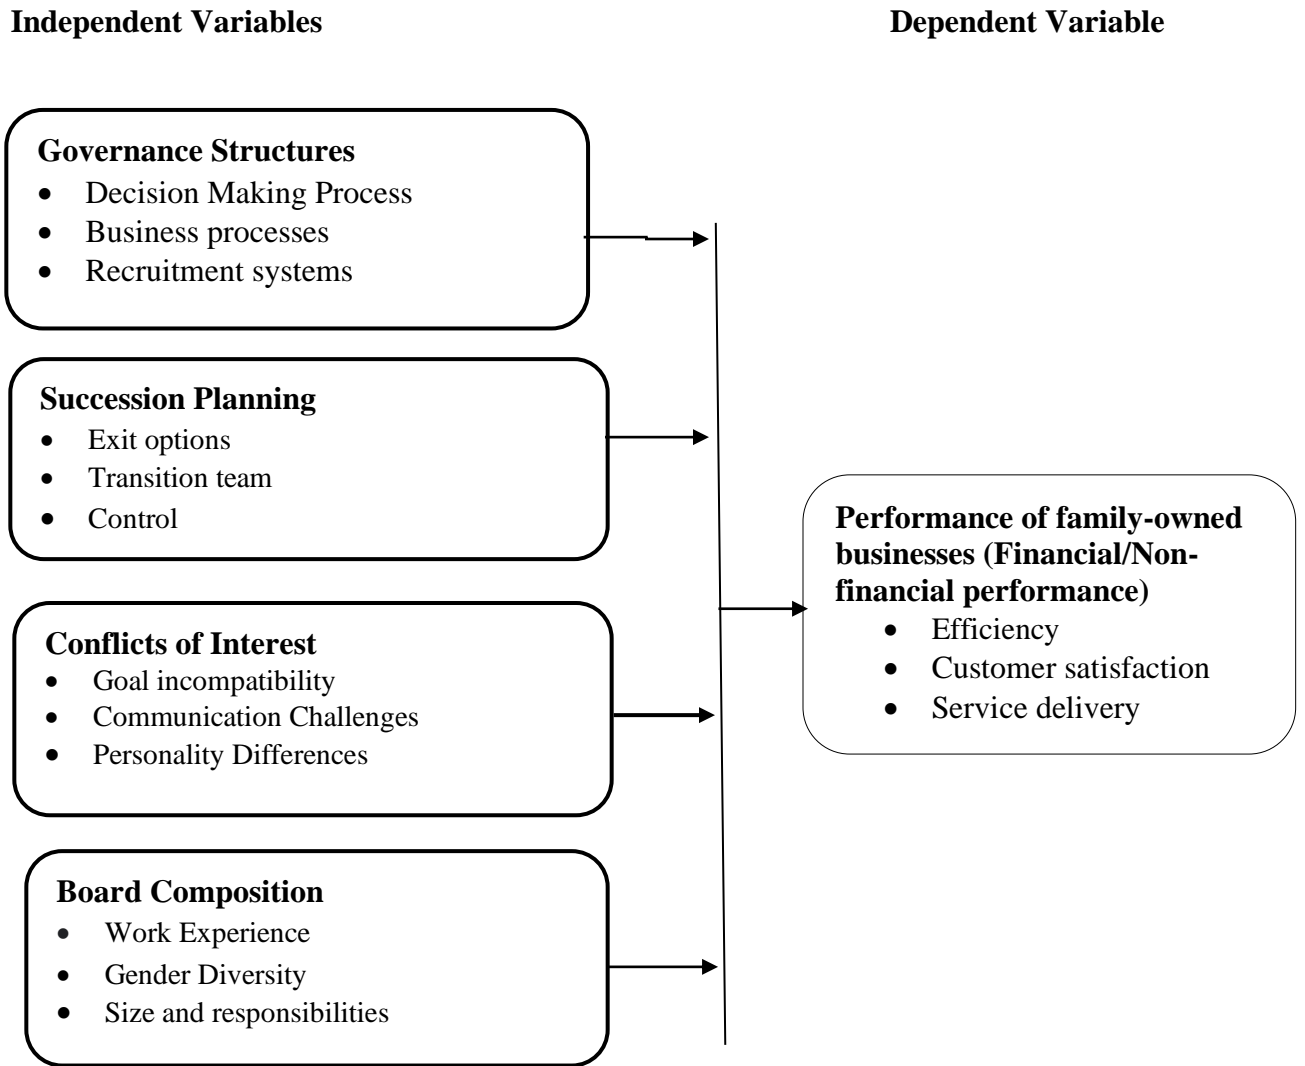 Independent Variables
Dependent Variable
Governance Structures
• Decision Making Process
• Business processes
• Recruitment systems
Succession Planning
• Exit options
• Transition team
• Control
Conflicts of Interest
• Goal incompatibility
• Communication Challenges
• Personality Differences
Board Composition
• Work Experience
• Gender Diversity
• Size and responsibilities
Performance of family-owned
businesses (Financial/Non-
financial performance)
• Efficiency
• Customer satisfaction
• Service delivery